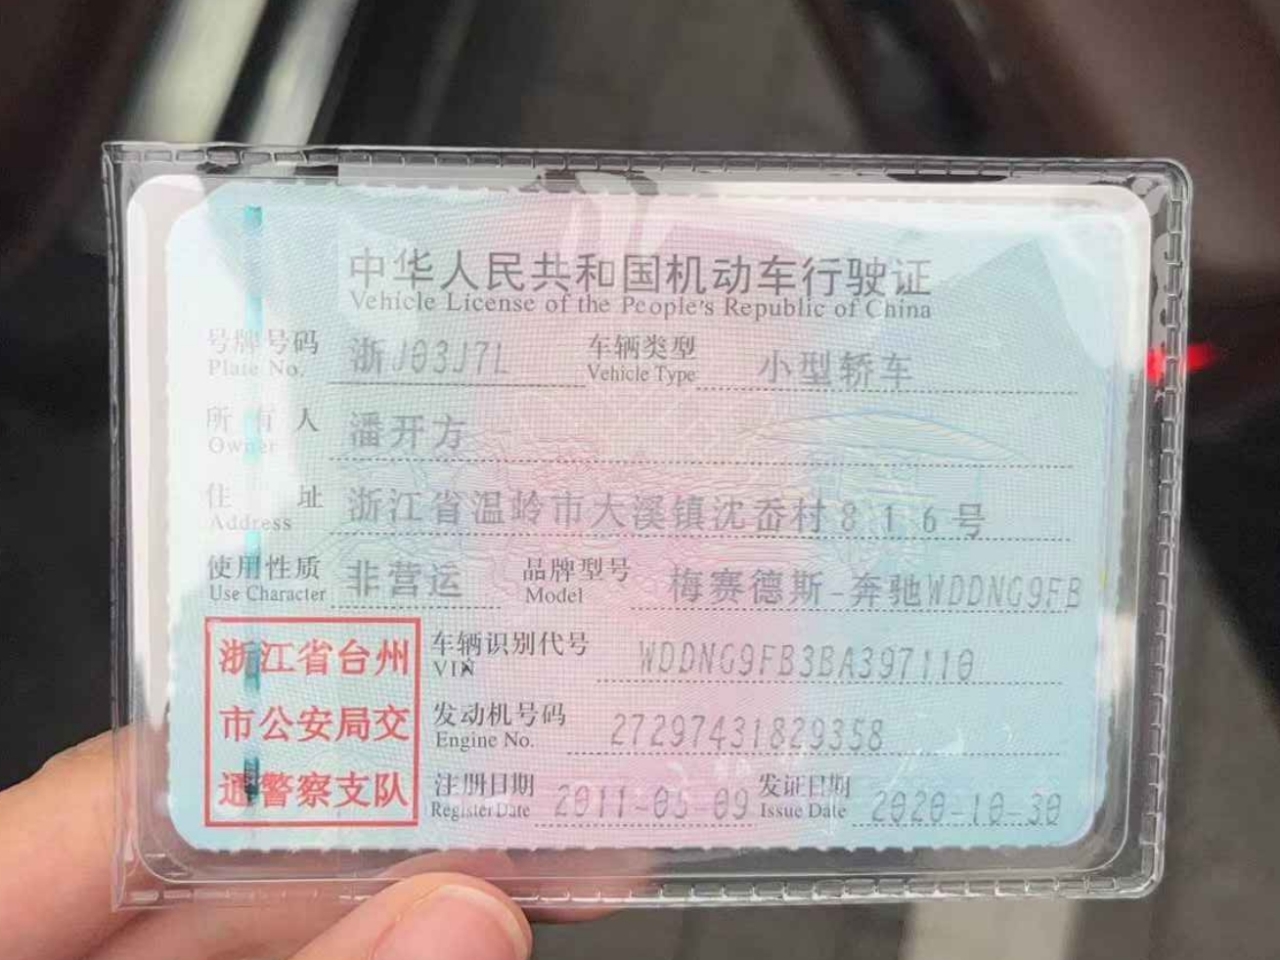 中华人民共和国机动车行驶证
Vehicle License of the People's Republic of China
号牌号码 浙J03J7L 车辆类型 小型轿车
Plate No. Vehicle Type
所有人 潘开方
Owner
住址 浙江省温岭市大溪镇沈岙村816号
Address
使用性质 非营运 品牌型号 梅赛德斯-奔驰WDDNG9FB
Use Character Model
浙江省台州
市公安局交
通警察支队
车辆识别代号 WDDNG9FB3BA397110
VIN
发动机号码 27297431829358
Engine No.
注册日期 2011-05-09 发证日期 2020-10-30
Register Date Issue Date